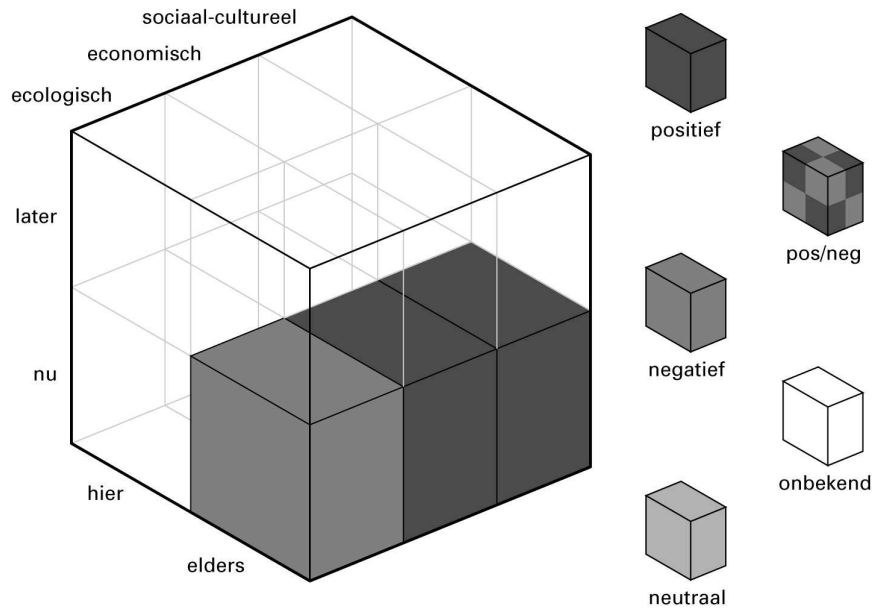 sociaal-cultureel
economisch
ecologisch
later
nu
hier
elders
positief
pos/neg
negatief
onbekend
neutraal